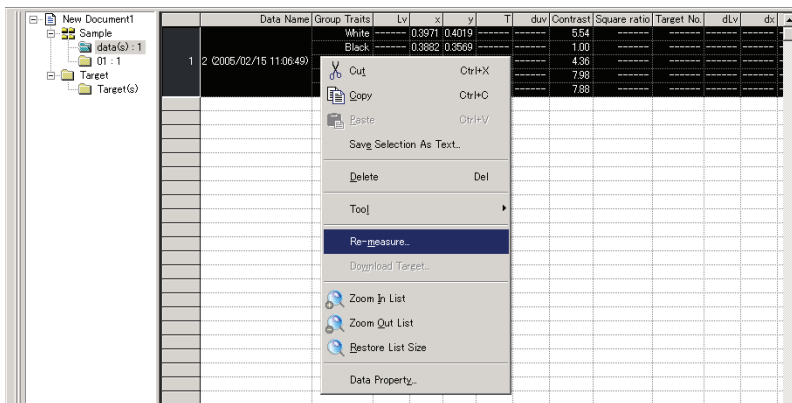 New Document1
Sample
data(s) : 1
01 : 1
Target
Target(s)
Data Name Group Traits Lv x y T duv Contrast Square ratio Target No. dLv dx
White ------ 0.3971 0.4019 ------ ------ 5.54 ------ ------ ------ ------
Black ------ 0.3882 0.3569 ------ ------ 1.00 ------ ------ ------ ------
1 2 (2005/02/15 11:06:49) ------ 4.36 ------ ------ ------ ------
------ 7.98 ------ ------ ------ ------
------ 7.88 ------ ------ ------ ------
Cut Ctrl+X
Copy Ctrl+C
Paste Ctrl+V
Save Selection As Text...
Delete Del
Tool
Re-measure...
Download Target...
Zoom In List
Zoom Out List
Restore List Size
Data Property...